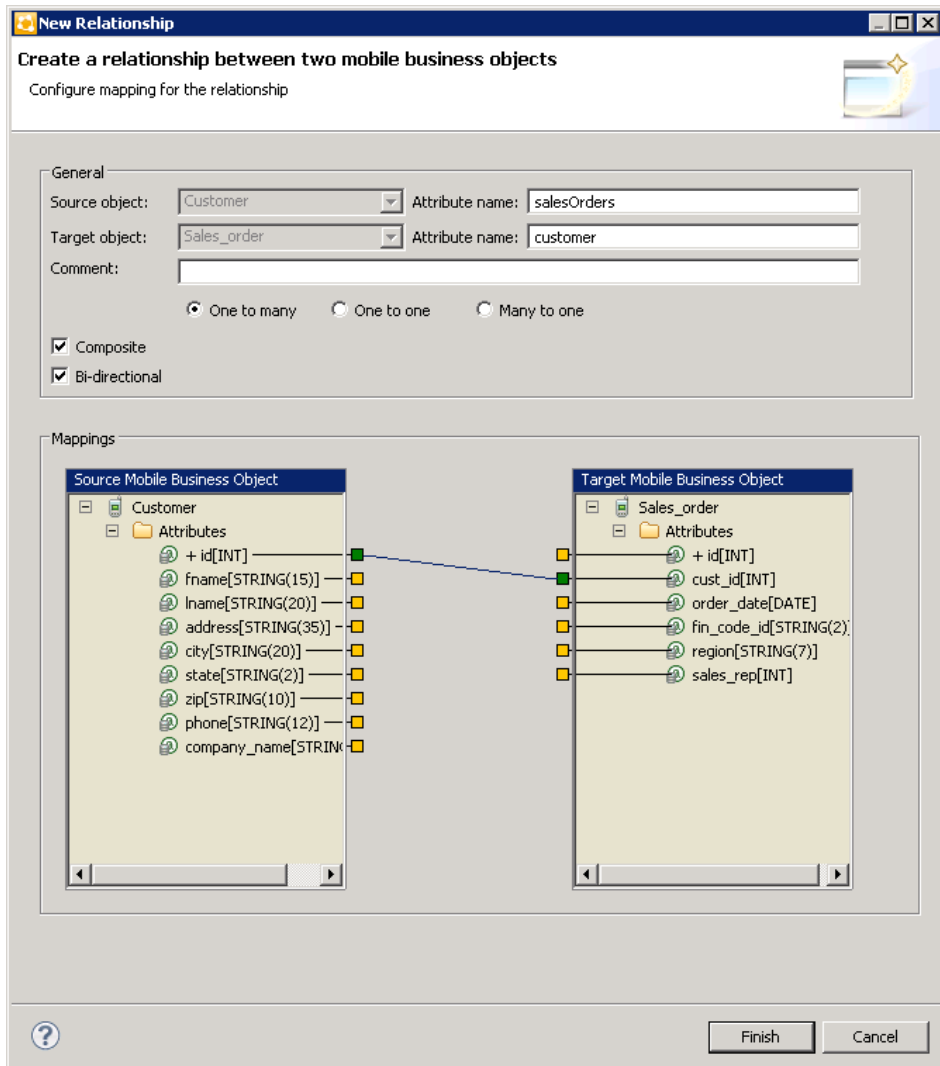 New Relationship
Create a relationship between two mobile business objects
Configure mapping for the relationship
General
Source object: Customer Attribute name: salesOrders
Target object: Sales_order Attribute name: customer
Comment:
One to many One to one Many to one
Composite
Bi-directional
Mappings
Source Mobile Business Object
Customer
Attributes
+ id[INT]
fname[STRING(15)]
lname[STRING(20)]
address[STRING(35)]
city[STRING(20)]
state[STRING(2)]
zip[STRING(10)]
phone[STRING(12)]
company_name[STRIN
Target Mobile Business Object
Sales_order
Attributes
+ id[INT]
cust_id[INT]
order_date[DATE]
fin_code_id[STRING(2)]
region[STRING(7)]
sales_rep[INT]
?
Finish Cancel